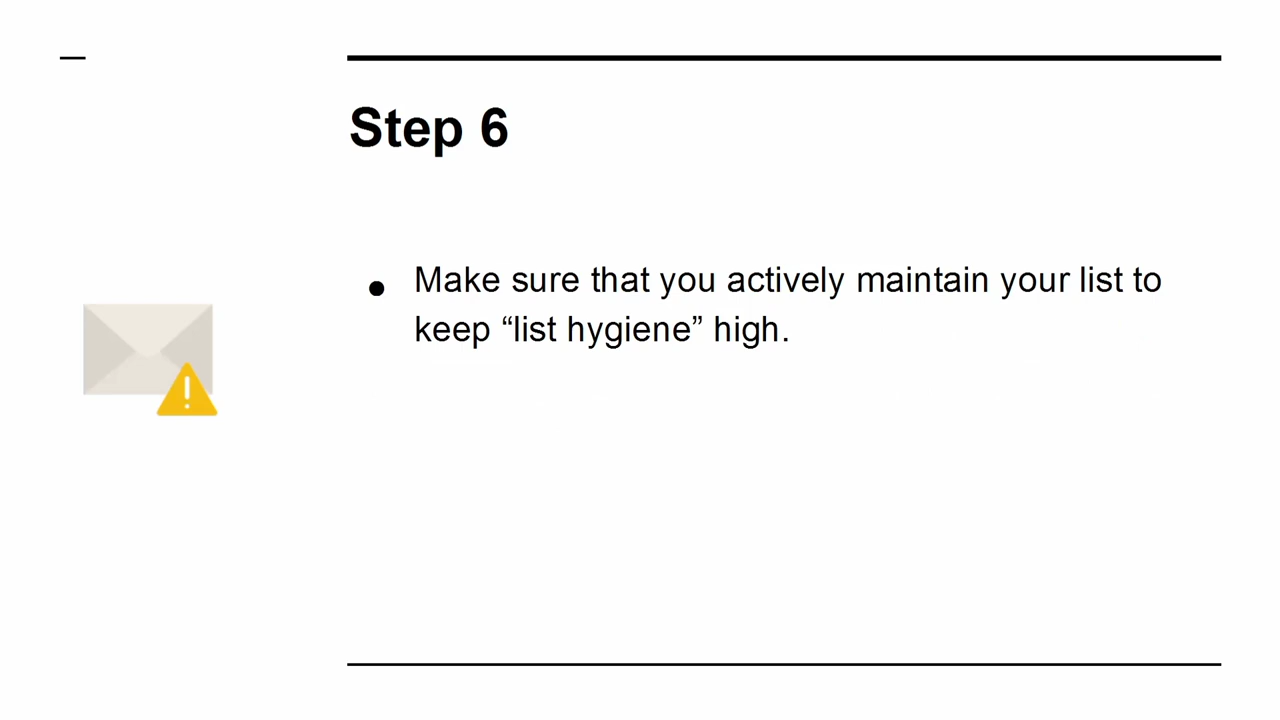 Step 6
● Make sure that you actively maintain your list to
keep “list hygiene” high.